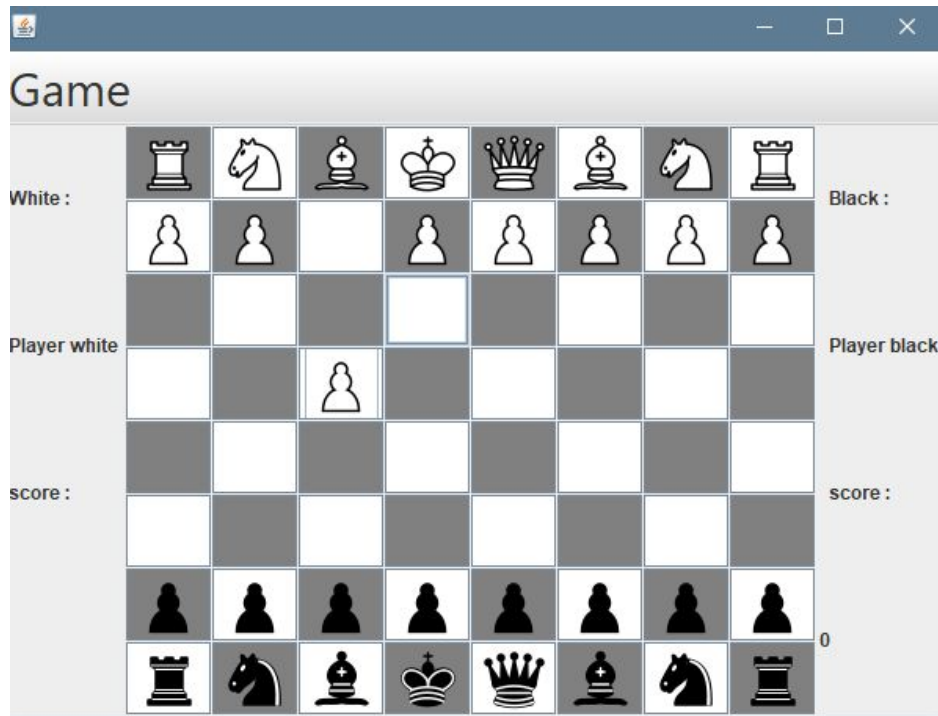 Game
White :
Black :
Player white
Player black
score :
score :
0